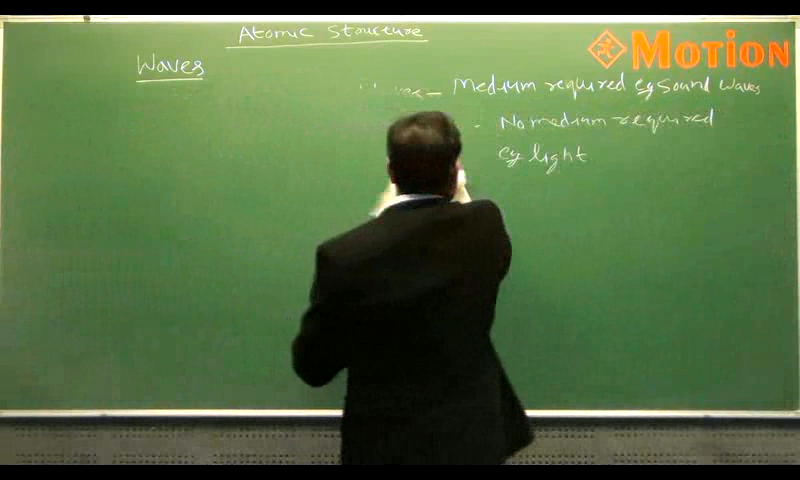 Atomic Structure
MOTION
Waves
Medium required eg Sound waves
No medium required
eg light